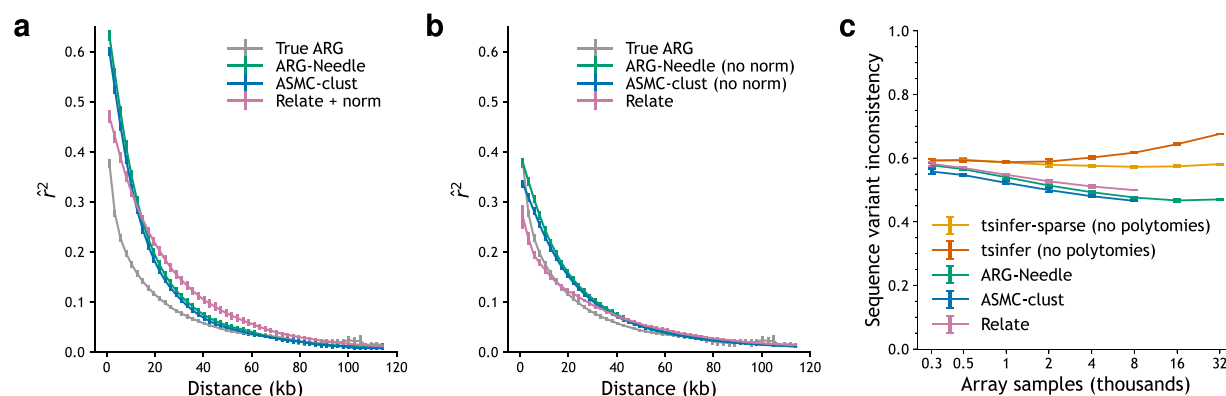 a
True ARG
ARG-Needle
ASMC-clust
Relate + norm
r̂²
0.6
0.5
0.4
0.3
0.2
0.1
0.0
0 20 40 60 80 100 120
Distance (kb)
b
True ARG
ARG-Needle (no norm)
ASMC-clust (no norm)
Relate
r̂²
0.6
0.5
0.4
0.3
0.2
0.1
0.0
0 20 40 60 80 100 120
Distance (kb)
c
Sequence variant inconsistency
1.0
0.8
0.6
0.4
0.2
0.0
tsinfer-sparse (no polytomies)
tsinfer (no polytomies)
ARG-Needle
ASMC-clust
Relate
0.3 0.5 1 2 4 8 16 32
Array samples (thousands)